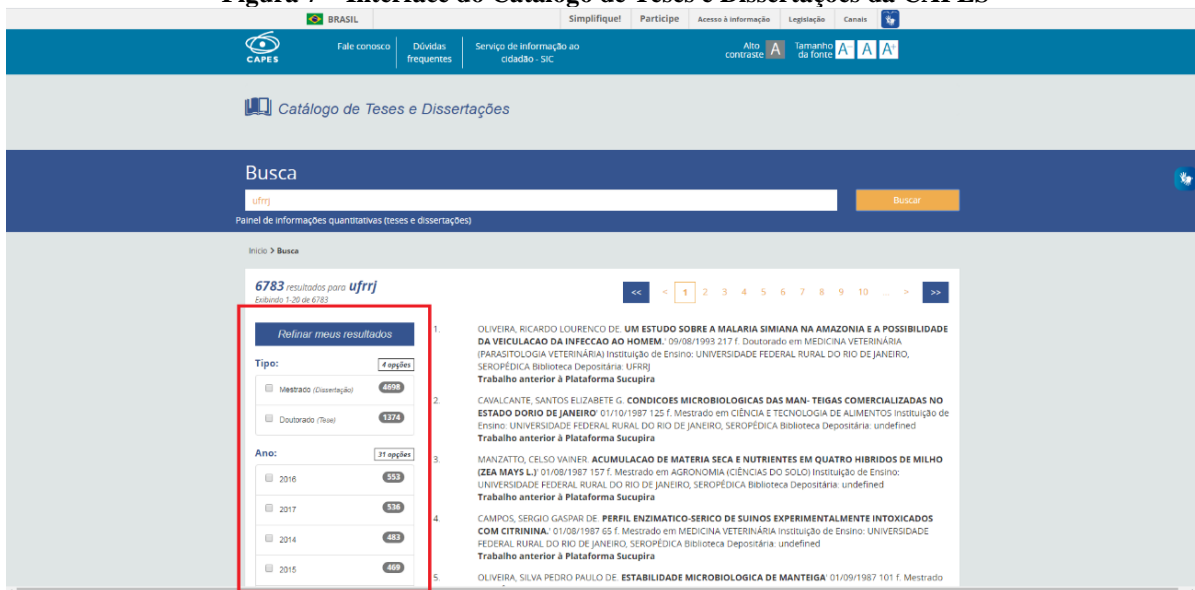 Figura 7 – Interface do Catálogo de Teses e Dissertações da CAPES
BRASIL
Simplifique!
Participe
Acesso à informação
Legislação
Canais
CAPES
Fale conosco
Dúvidas
frequentes
Serviço de informação ao
cidadão - SIC
Alto
contraste
A
Tamanho
da fonte
A- A A+
Catálogo de Teses e Dissertações
Busca
ufrrj
Buscar
Painel de informações quantitativas (teses e dissertações)
Início > Busca
6783 resultados para ufrrj
Exibindo 1-20 de 6783
<< < 1 2 3 4 5 6 7 8 9 10 ... > >>
Refinar meus resultados
Tipo:
4 opções
Mestrado (Dissertação)
4698
Doutorado (Tese)
1374
Ano:
31 opções
2016
553
2017
536
2014
483
2015
469
1.
OLIVEIRA, RICARDO LOURENCO DE. UM ESTUDO SOBRE A MALARIA SIMIANA NA AMAZONIA E A POSSIBILIDADE
DA VEICULACAO DA INFECCAO AO HOMEM.' 09/08/1993 217 f. Doutorado em MEDICINA VETERINÁRIA
(PARASITOLOGIA VETERINÁRIA) Instituição de Ensino: UNIVERSIDADE FEDERAL RURAL DO RIO DE JANEIRO,
SEROPÉDICA Biblioteca Depositária: UFRRJ
Trabalho anterior à Plataforma Sucupira
2.
CAVALCANTE, SANTOS ELIZABETE G. CONDICOES MICROBIOLOGICAS DAS MAN- TEIGAS COMERCIALIZADAS NO
ESTADO DORIO DE JANEIRO' 01/10/1987 125 f. Mestrado em CIÊNCIA E TECNOLOGIA DE ALIMENTOS Instituição de
Ensino: UNIVERSIDADE FEDERAL RURAL DO RIO DE JANEIRO, SEROPÉDICA Biblioteca Depositária: undefined
Trabalho anterior à Plataforma Sucupira
3.
MANZATTO, CELSO VAINER. ACUMULACAO DE MATERIA SECA E NUTRIENTES EM QUATRO HIBRIDOS DE MILHO
(ZEA MAYS L.)' 01/08/1987 157 f. Mestrado em AGRONOMIA (CIÊNCIAS DO SOLO) Instituição de Ensino:
UNIVERSIDADE FEDERAL RURAL DO RIO DE JANEIRO, SEROPÉDICA Biblioteca Depositária: undefined
Trabalho anterior à Plataforma Sucupira
4.
CAMPOS, SERGIO GASPAR DE. PERFIL ENZIMATICO-SERICO DE SUINOS EXPERIMENTALMENTE INTOXICADOS
COM CITRININA.' 01/08/1987 65 f. Mestrado em MEDICINA VETERINÁRIA Instituição de Ensino: UNIVERSIDADE
FEDERAL RURAL DO RIO DE JANEIRO, SEROPÉDICA Biblioteca Depositária: undefined
Trabalho anterior à Plataforma Sucupira
5.
OLIVEIRA, SILVA PEDRO PAULO DE. ESTABILIDADE MICROBIOLOGICA DE MANTEIGA' 01/09/1987 101 f. Mestrado